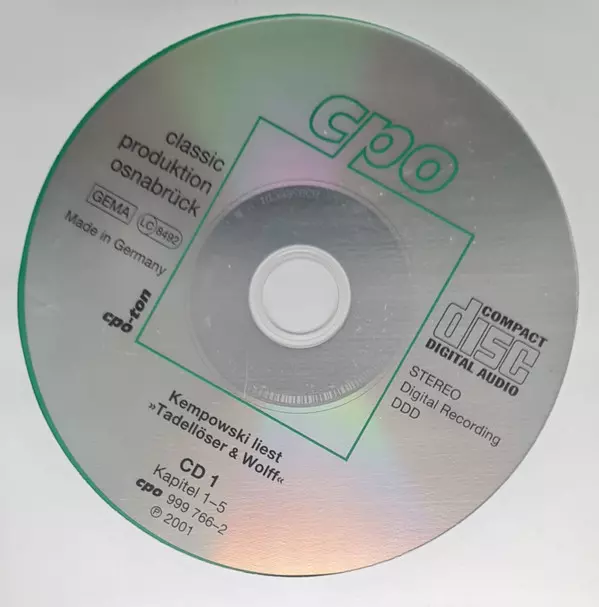 cpo
classic
produktion
osnabrück
GEMA
LC 8492
Made in Germany
cpo-ton
COMPACT
disc
DIGITAL AUDIO
STEREO
Digital Recording
DDD
Kempowski liest
»Tadellöser & Wolff«
CD 1
Kapitel 1–5
cpo 999 766–2
℗ 2001